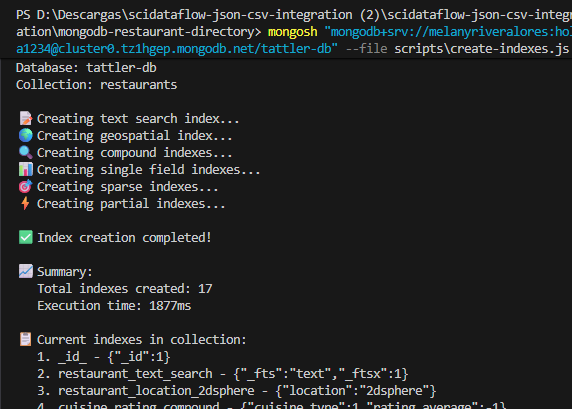 PS D:\Descargas\scidataflow-json-csv-integration (2)\scidataflow-json-csv-integr
ation\mongodb-restaurant-directory> mongosh "mongodb+srv://melanyriveralores:hol
a1234@cluster0.tz1hgep.mongodb.net/tattler-db" --file scripts\create-indexes.js
Database: tattler-db
Collection: restaurants
📝 Creating text search index...
🌍 Creating geospatial index...
🔍 Creating compound indexes...
📊 Creating single field indexes...
🎯 Creating sparse indexes...
⚡ Creating partial indexes...
✅ Index creation completed!
📈 Summary:
Total indexes created: 17
Execution time: 1877ms
📋 Current indexes in collection:
1. _id_ - {"_id":1}
2. restaurant_text_search - {"_fts":"text","_ftsx":1}
3. restaurant_location_2dsphere - {"location":"2dsphere"}
4. cuisine_rating_compound - {"cuisine_type":1,"rating_average":-1}